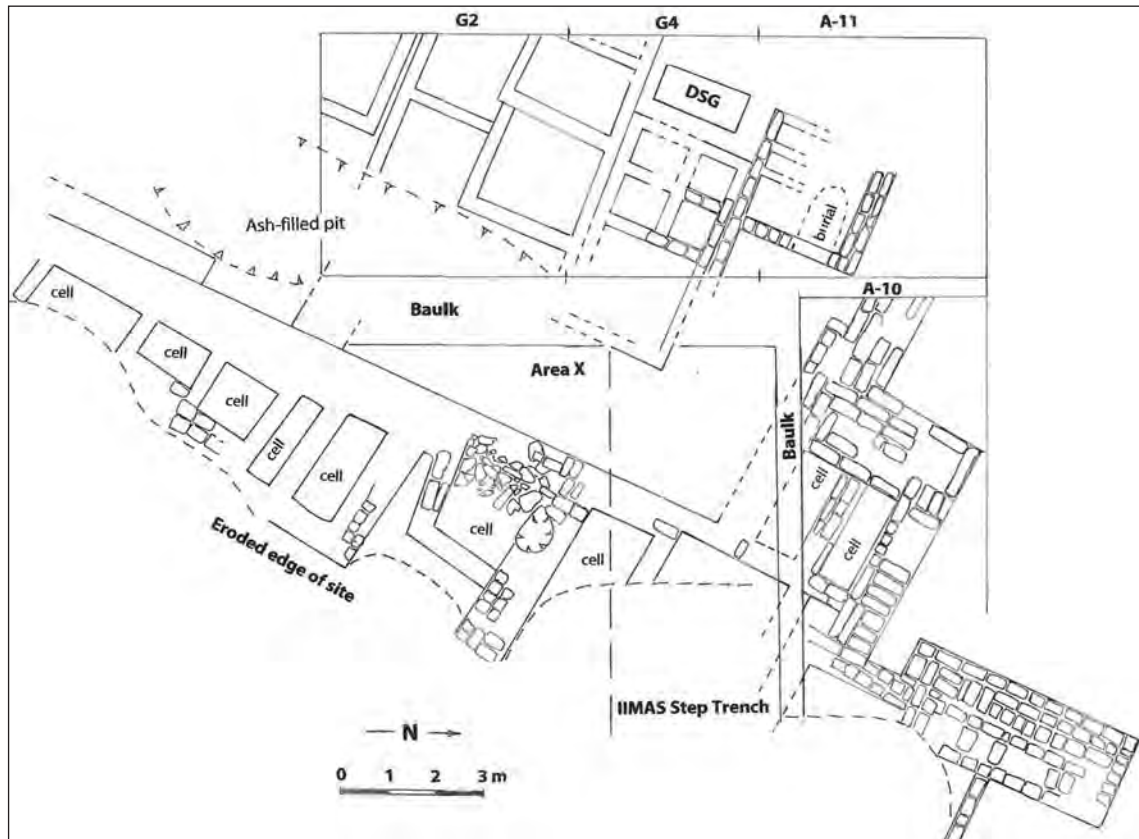 G2 G4 A-11
DSG
burial
Ash-filled pit
A-10
cell
Baulk
cell
Area X
cell
Baulk
cell
cell
cell
cell
cell
cell
Eroded edge of site
IIMAS Step Trench
N
0 1 2 3 m